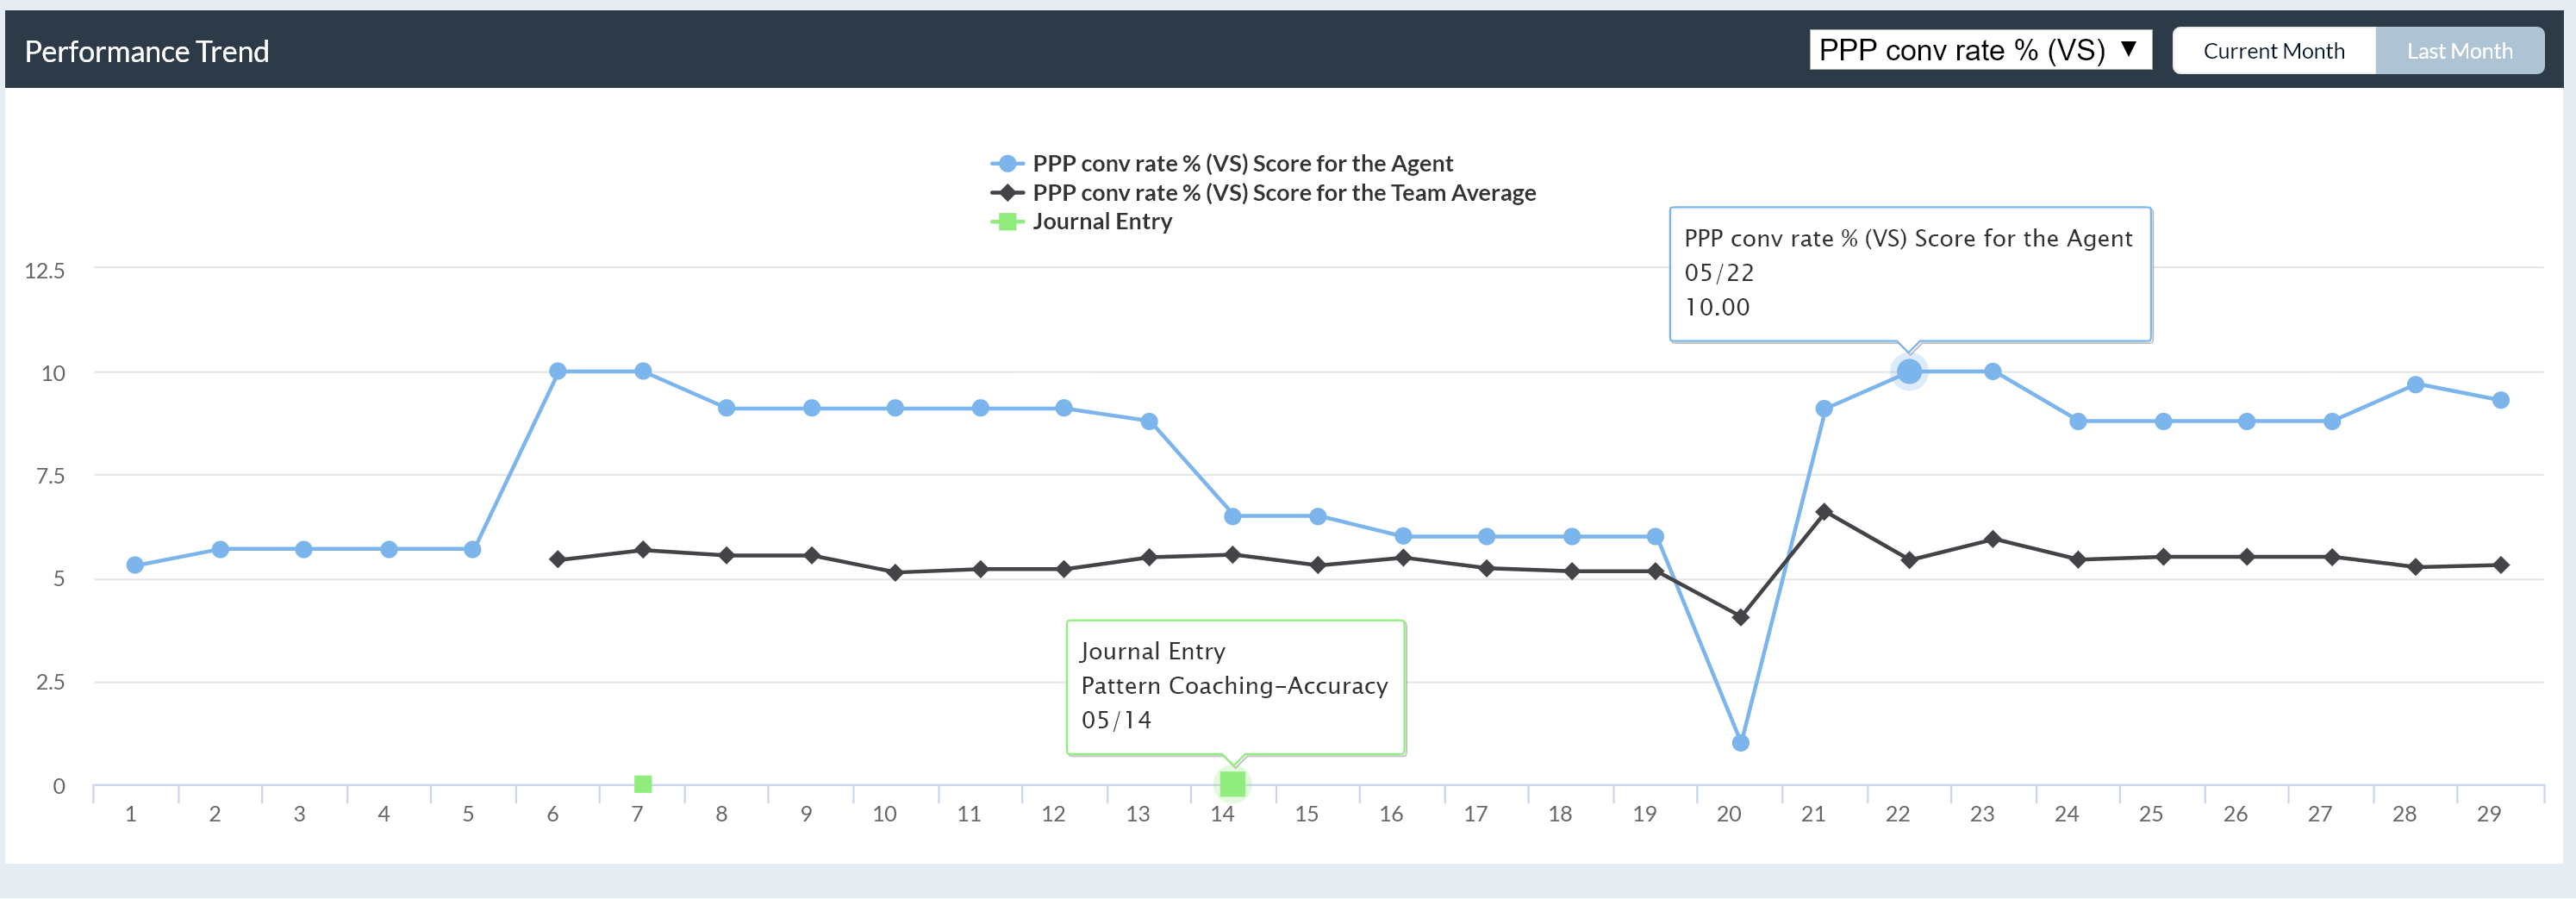 Performance Trend
PPP conv rate % (VS) ▼
Current Month
Last Month
PPP conv rate % (VS) Score for the Agent
PPP conv rate % (VS) Score for the Team Average
Journal Entry
PPP conv rate % (VS) Score for the Agent
05/22
10.00
12.5
10
7.5
5
2.5
0
Journal Entry
Pattern Coaching-Accuracy
05/14
1 2 3 4 5 6 7 8 9 10 11 12 13 14 15 16 17 18 19 20 21 22 23 24 25 26 27 28 29